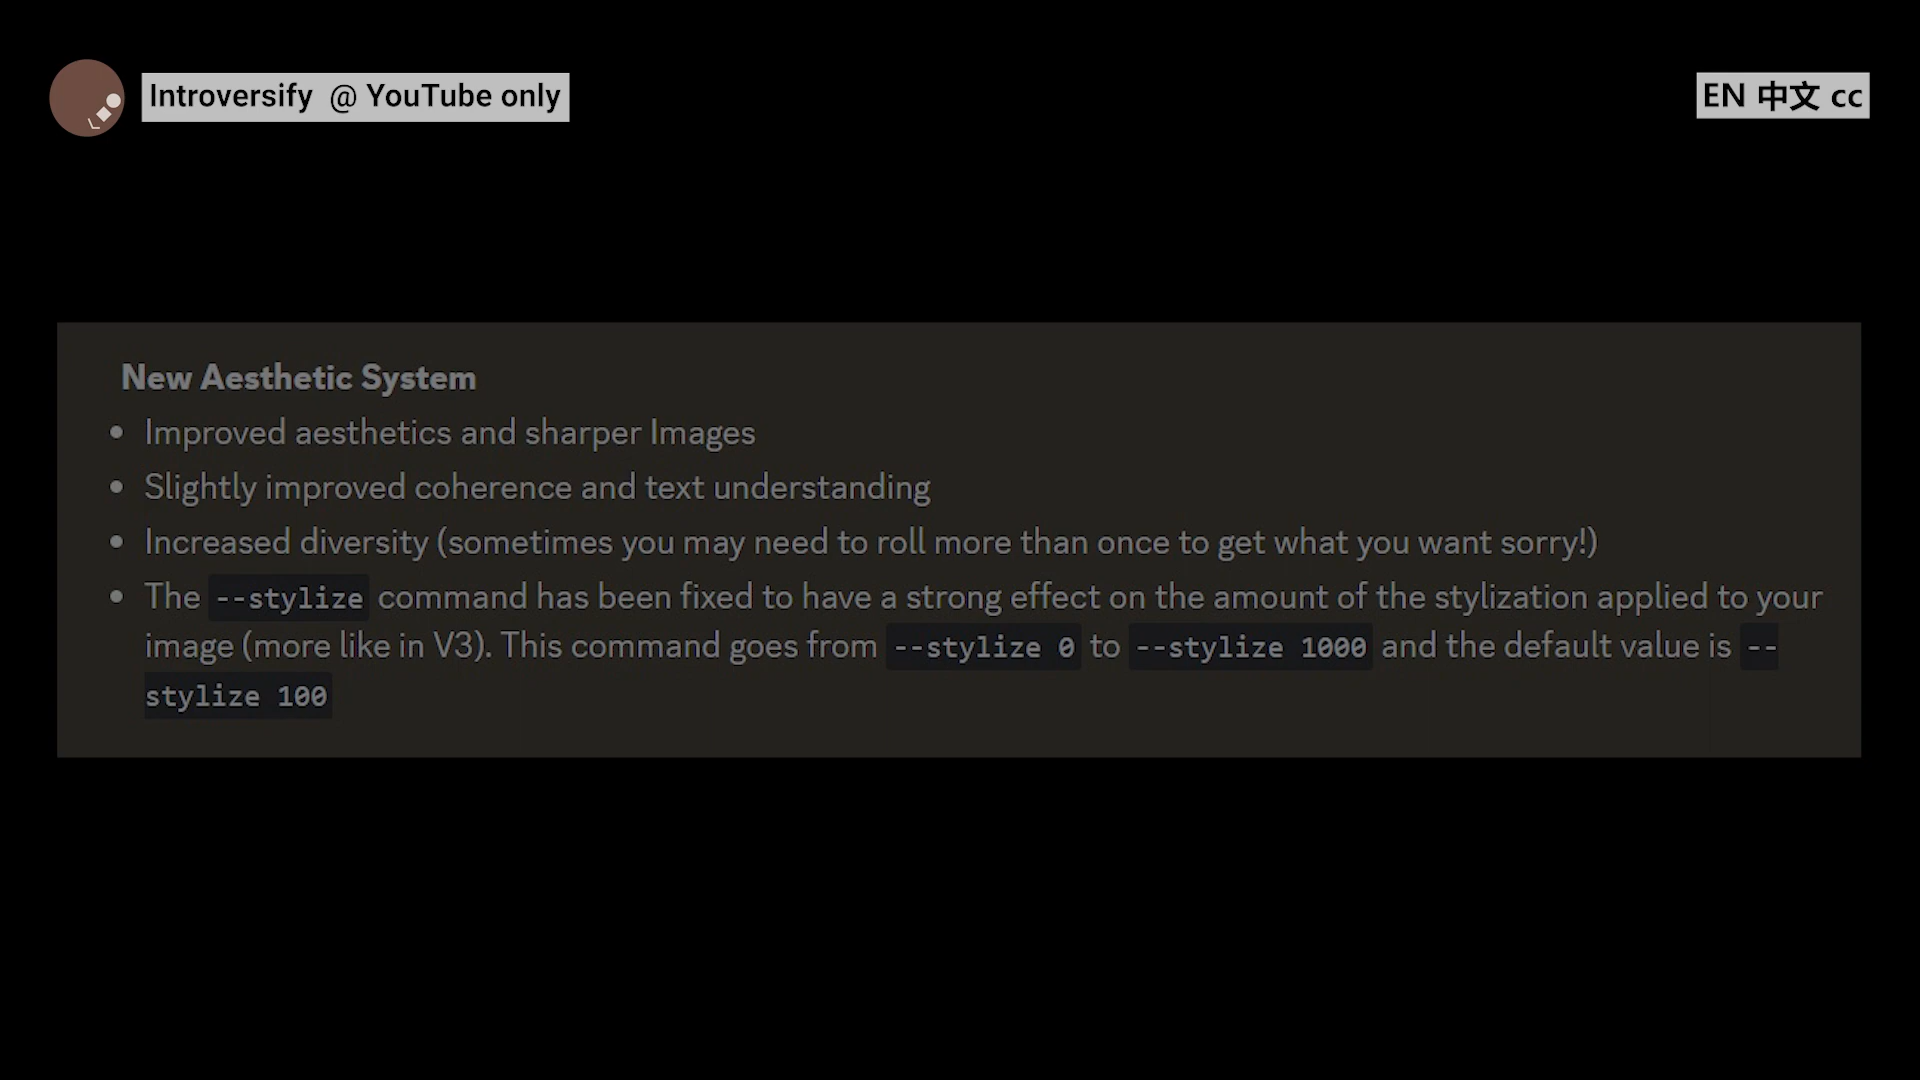 Introversify @ YouTube only
EN 中文 cc
New Aesthetic System
Improved aesthetics and sharper Images
Slightly improved coherence and text understanding
Increased diversity (sometimes you may need to roll more than once to get what you want sorry!)
The --stylize command has been fixed to have a strong effect on the amount of the stylization applied to your
image (more like in V3). This command goes from --stylize 0 to --stylize 1000 and the default value is --
stylize 100